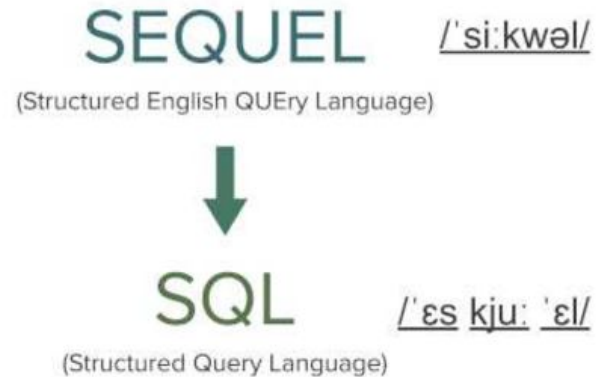 SEQUEL /ˈsiːkwəl/
(Structured English QUEry Language)
SQL /ˈɛs kjuː ˈɛl/
(Structured Query Language)